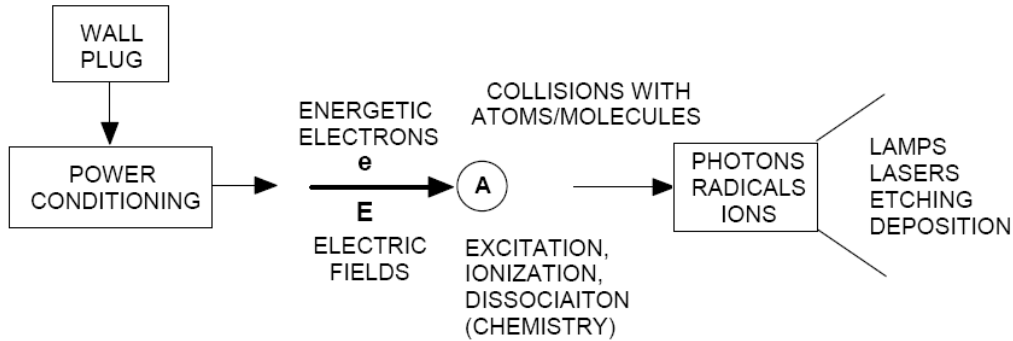 WALL
PLUG
POWER
CONDITIONING
ENERGETIC
ELECTRONS
e
E
ELECTRIC
FIELDS
A
COLLISIONS WITH
ATOMS/MOLECULES
EXCITATION,
IONIZATION,
DISSOCIAITON
(CHEMISTRY)
PHOTONS
RADICALS
IONS
LAMPS
LASERS
ETCHING
DEPOSITION